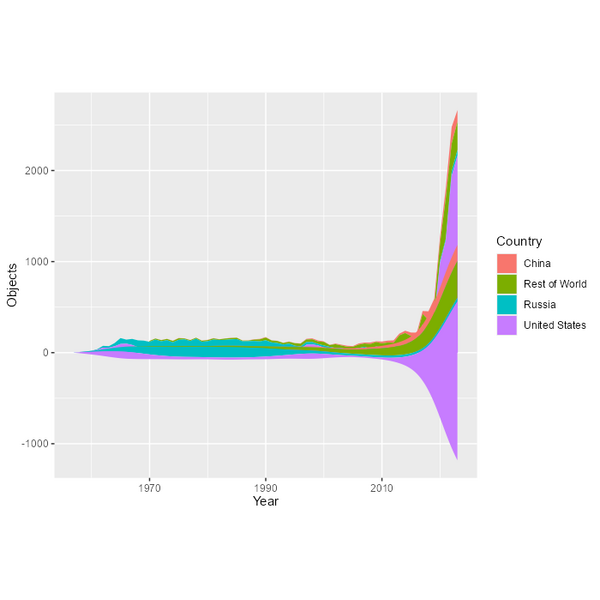 2000
1000
0
-1000
Objects
1970
1990
2010
Year
Country
China
Rest of World
Russia
United States